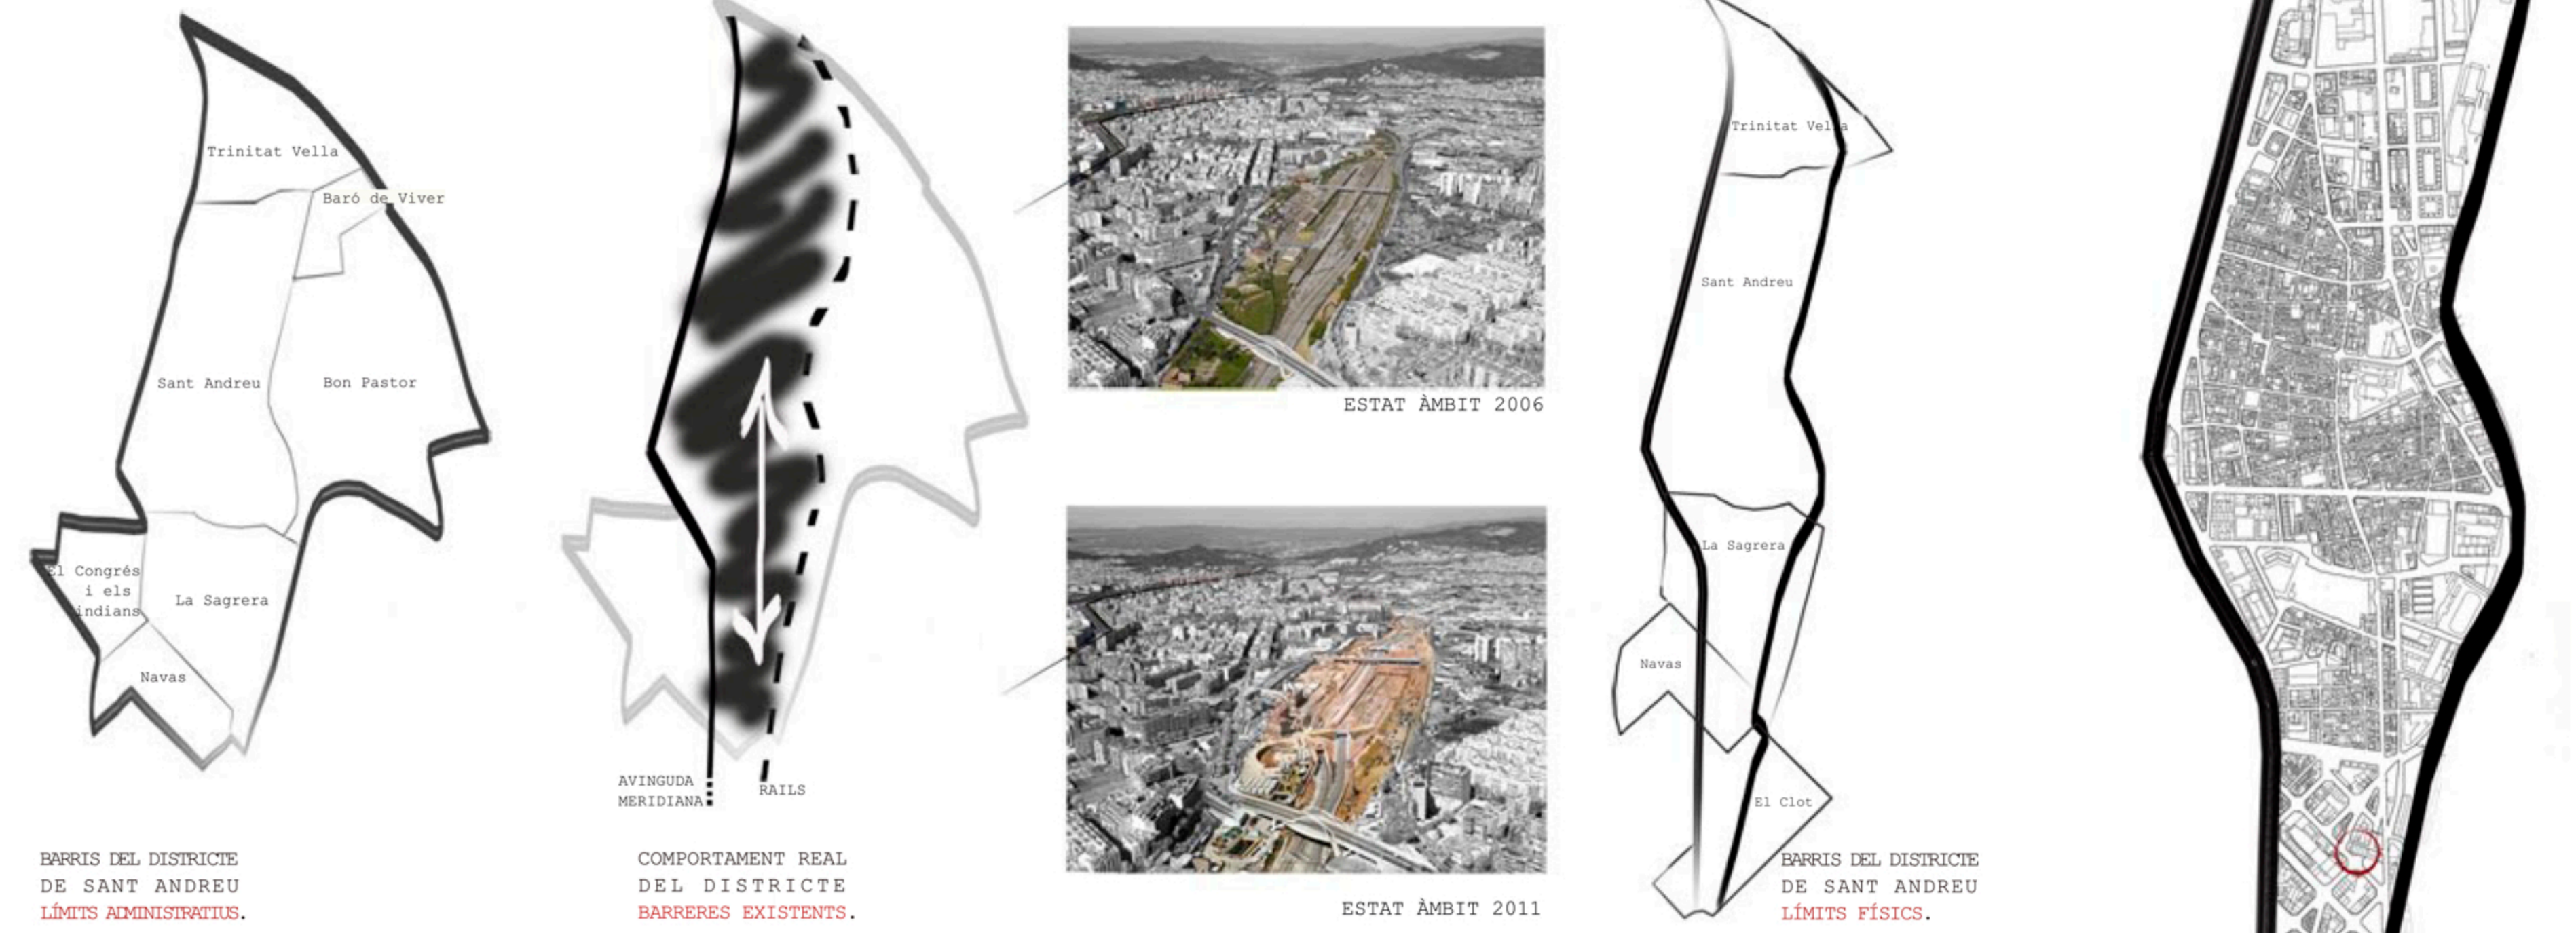 Trinitat Vella
Baró de Viver
Sant Andreu
Bon Pastor
El Congrés
i els
indians
La Sagrera
Navas
BARRIS DEL DISTRICTE
DE SANT ANDREU
LÍMITS ADMINISTRATIUS.
AVINGUDA
MERIDIANA
RAILS
COMPORTAMENT REAL
DEL DISTRICTE
BARRERES EXISTENTS.
ESTAT ÀMBIT 2006
ESTAT ÀMBIT 2011
Trinitat Vella
Sant Andreu
La Sagrera
Navas
El Clot
BARRIS DEL DISTRICTE
DE SANT ANDREU
LÍMITS FÍSICS.